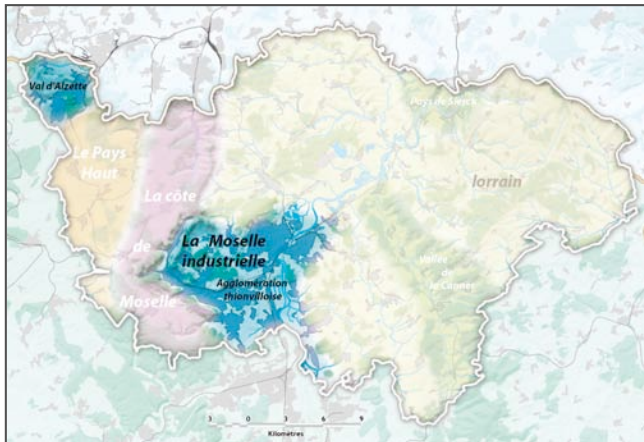 Val d'Alzette
Pays de Sierck
Le Pays
Haut
La côte
lorrain
de
La Moselle
industrielle
Agglomération
thionvilloise
Vallée
de
la Canner
Moselle
3 0 3 6 9
Kilomètres